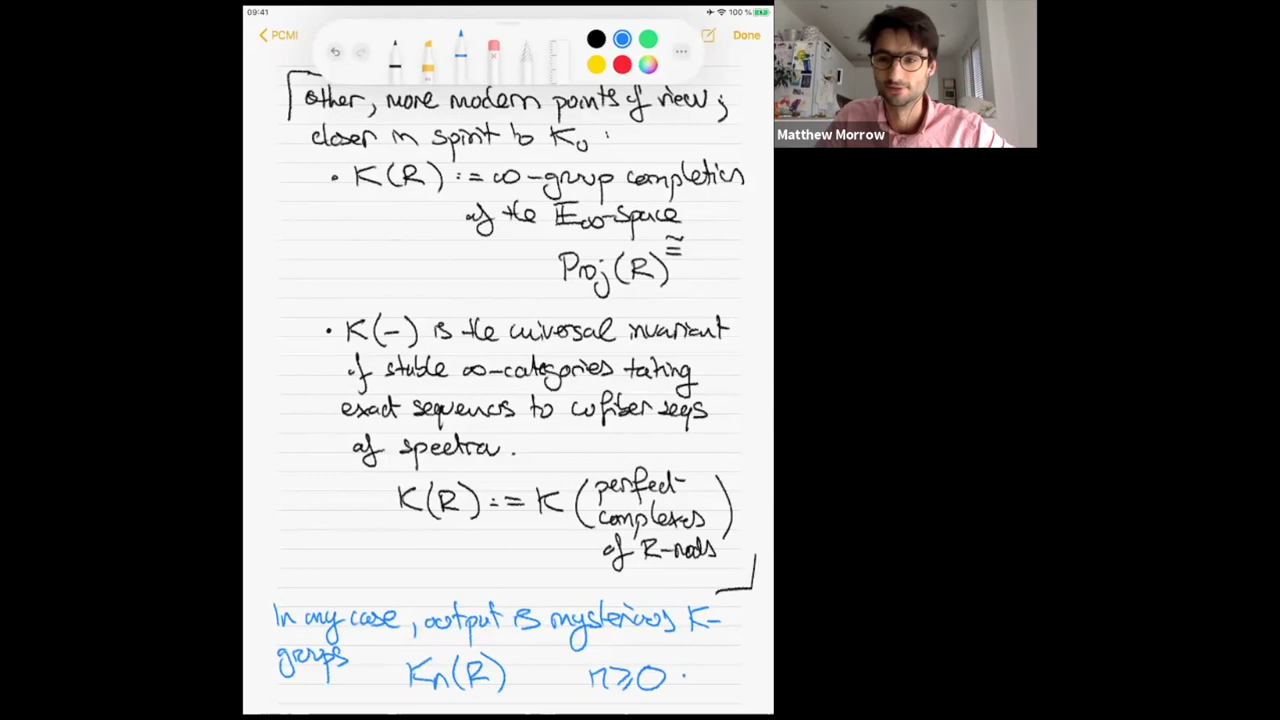 09:41
100 %
PCMI
Done
other, more modern points of view;
closer in spirit to K₀ :
• K(R) := ∞-group completion
of the E∞-space
Proj(R)^≅
• K(-) is the universal invariant
of stable ∞-categories taking
exact sequences to cofiber seqs
of spectra.
K(R) := K ( perfect
complexes
of R-mods )
In any case, output is mysterious K-
groups
Kn(R) n≥0.
Matthew Morrow